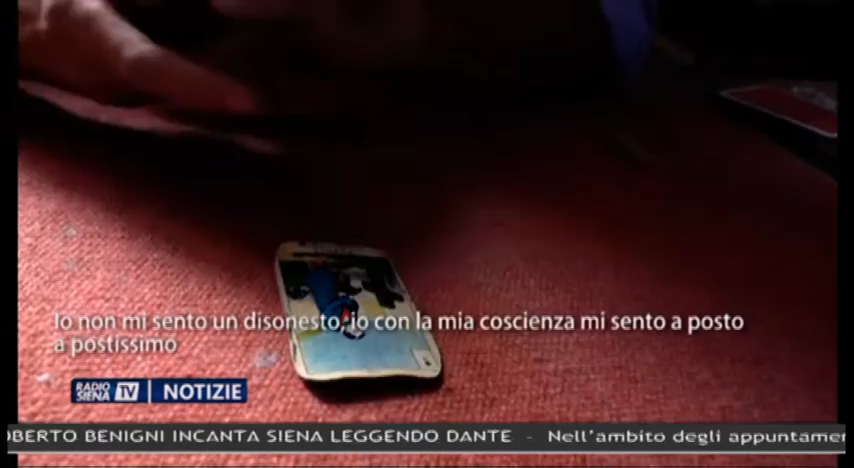 Io non mi sento un disonesto, io con la mia coscienza mi sento a posto
a postissimo
RADIO
SIENA
TV
NOTIZIE
OBERTO BENIGNI INCANTA SIENA LEGGENDO DANTE - Nell'ambito degli appuntamen